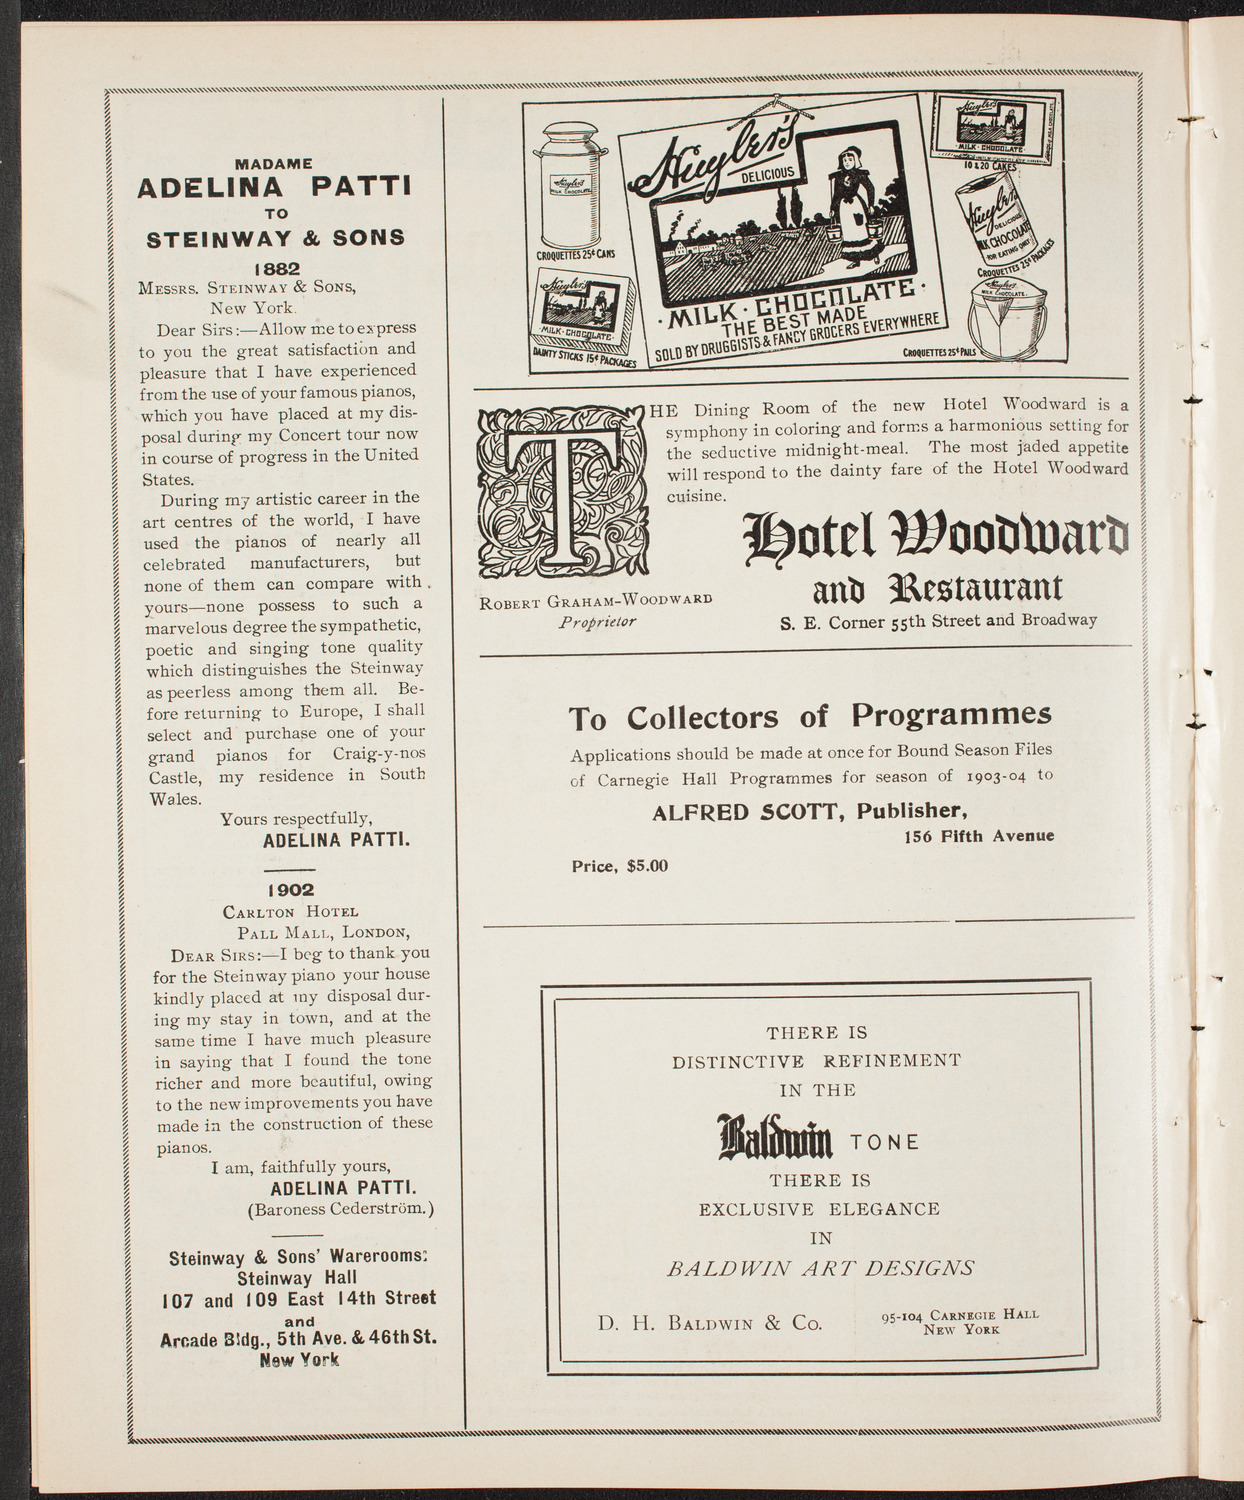 MADAME
ADELINA PATTI
TO
STEINWAY & SONS
1882
MESSRS. STEINWAY & SONS,
New York.
Dear Sirs:—Allow me to express
to you the great satisfaction and
pleasure that I have experienced
from the use of your famous pianos,
which you have placed at my dis-
posal during my Concert tour now
in course of progress in the United
States.
During my artistic career in the
art centres of the world, I have
used the pianos of nearly all
celebrated manufacturers, but
none of them can compare with
yours—none possess to such a
marvelous degree the sympathetic,
poetic and singing tone quality
which distinguishes the Steinway
as peerless among them all. Be-
fore returning to Europe, I shall
select and purchase one of your
grand pianos for Craig-y-nos
Castle, my residence in South
Wales.
Yours respectfully,
ADELINA PATTI.
1902
CARLTON HOTEL
PALL MALL, LONDON,
DEAR SIRS:—I beg to thank you
for the Steinway piano your house
kindly placed at my disposal dur-
ing my stay in town, and at the
same time I have much pleasure
in saying that I found the tone
richer and more beautiful, owing
to the new improvements you have
made in the construction of these
pianos.
I am, faithfully yours,
ADELINA PATTI.
(Baroness Cederström.)
Steinway & Sons' Warerooms:
Steinway Hall
107 and 109 East 14th Street
and
Arcade Bldg., 5th Ave. & 46th St.
New York
Huyler's
MILK CHOCOLATE
CROQUETTES 25¢ CANS
Huyler's
·MILK·CHOCOLATE·
DAINTY STICKS 15¢ PACKAGES
Huyler's
DELICIOUS
·MILK·CHOCOLATE·
THE BEST MADE
SOLD BY DRUGGISTS & FANCY GROCERS EVERYWHERE
Huyler's
·MILK·CHOCOLATE·
10 & 20 CAKES
Huyler's
DELICIOUS
MILK CHOCOLATE
FOR EATING ONLY
CROQUETTES 25¢ PACKAGES
Huyler's
MILK CHOCOLATE.
CROQUETTES 25¢ PAILS
THE Dining Room of the new Hotel Woodward is a
symphony in coloring and forms a harmonious setting for
the seductive midnight-meal. The most jaded appetite
will respond to the dainty fare of the Hotel Woodward
cuisine.
Hotel Woodward
and Restaurant
S. E. Corner 55th Street and Broadway
ROBERT GRAHAM-WOODWARD
Proprietor
To Collectors of Programmes
Applications should be made at once for Bound Season Files
of Carnegie Hall Programmes for season of 1903-04 to
ALFRED SCOTT, Publisher,
156 Fifth Avenue
Price, $5.00
THERE IS
DISTINCTIVE REFINEMENT
IN THE
Baldwin TONE
THERE IS
EXCLUSIVE ELEGANCE
IN
BALDWIN ART DESIGNS
D. H. BALDWIN & CO.
95-104 CARNEGIE HALL
NEW YORK